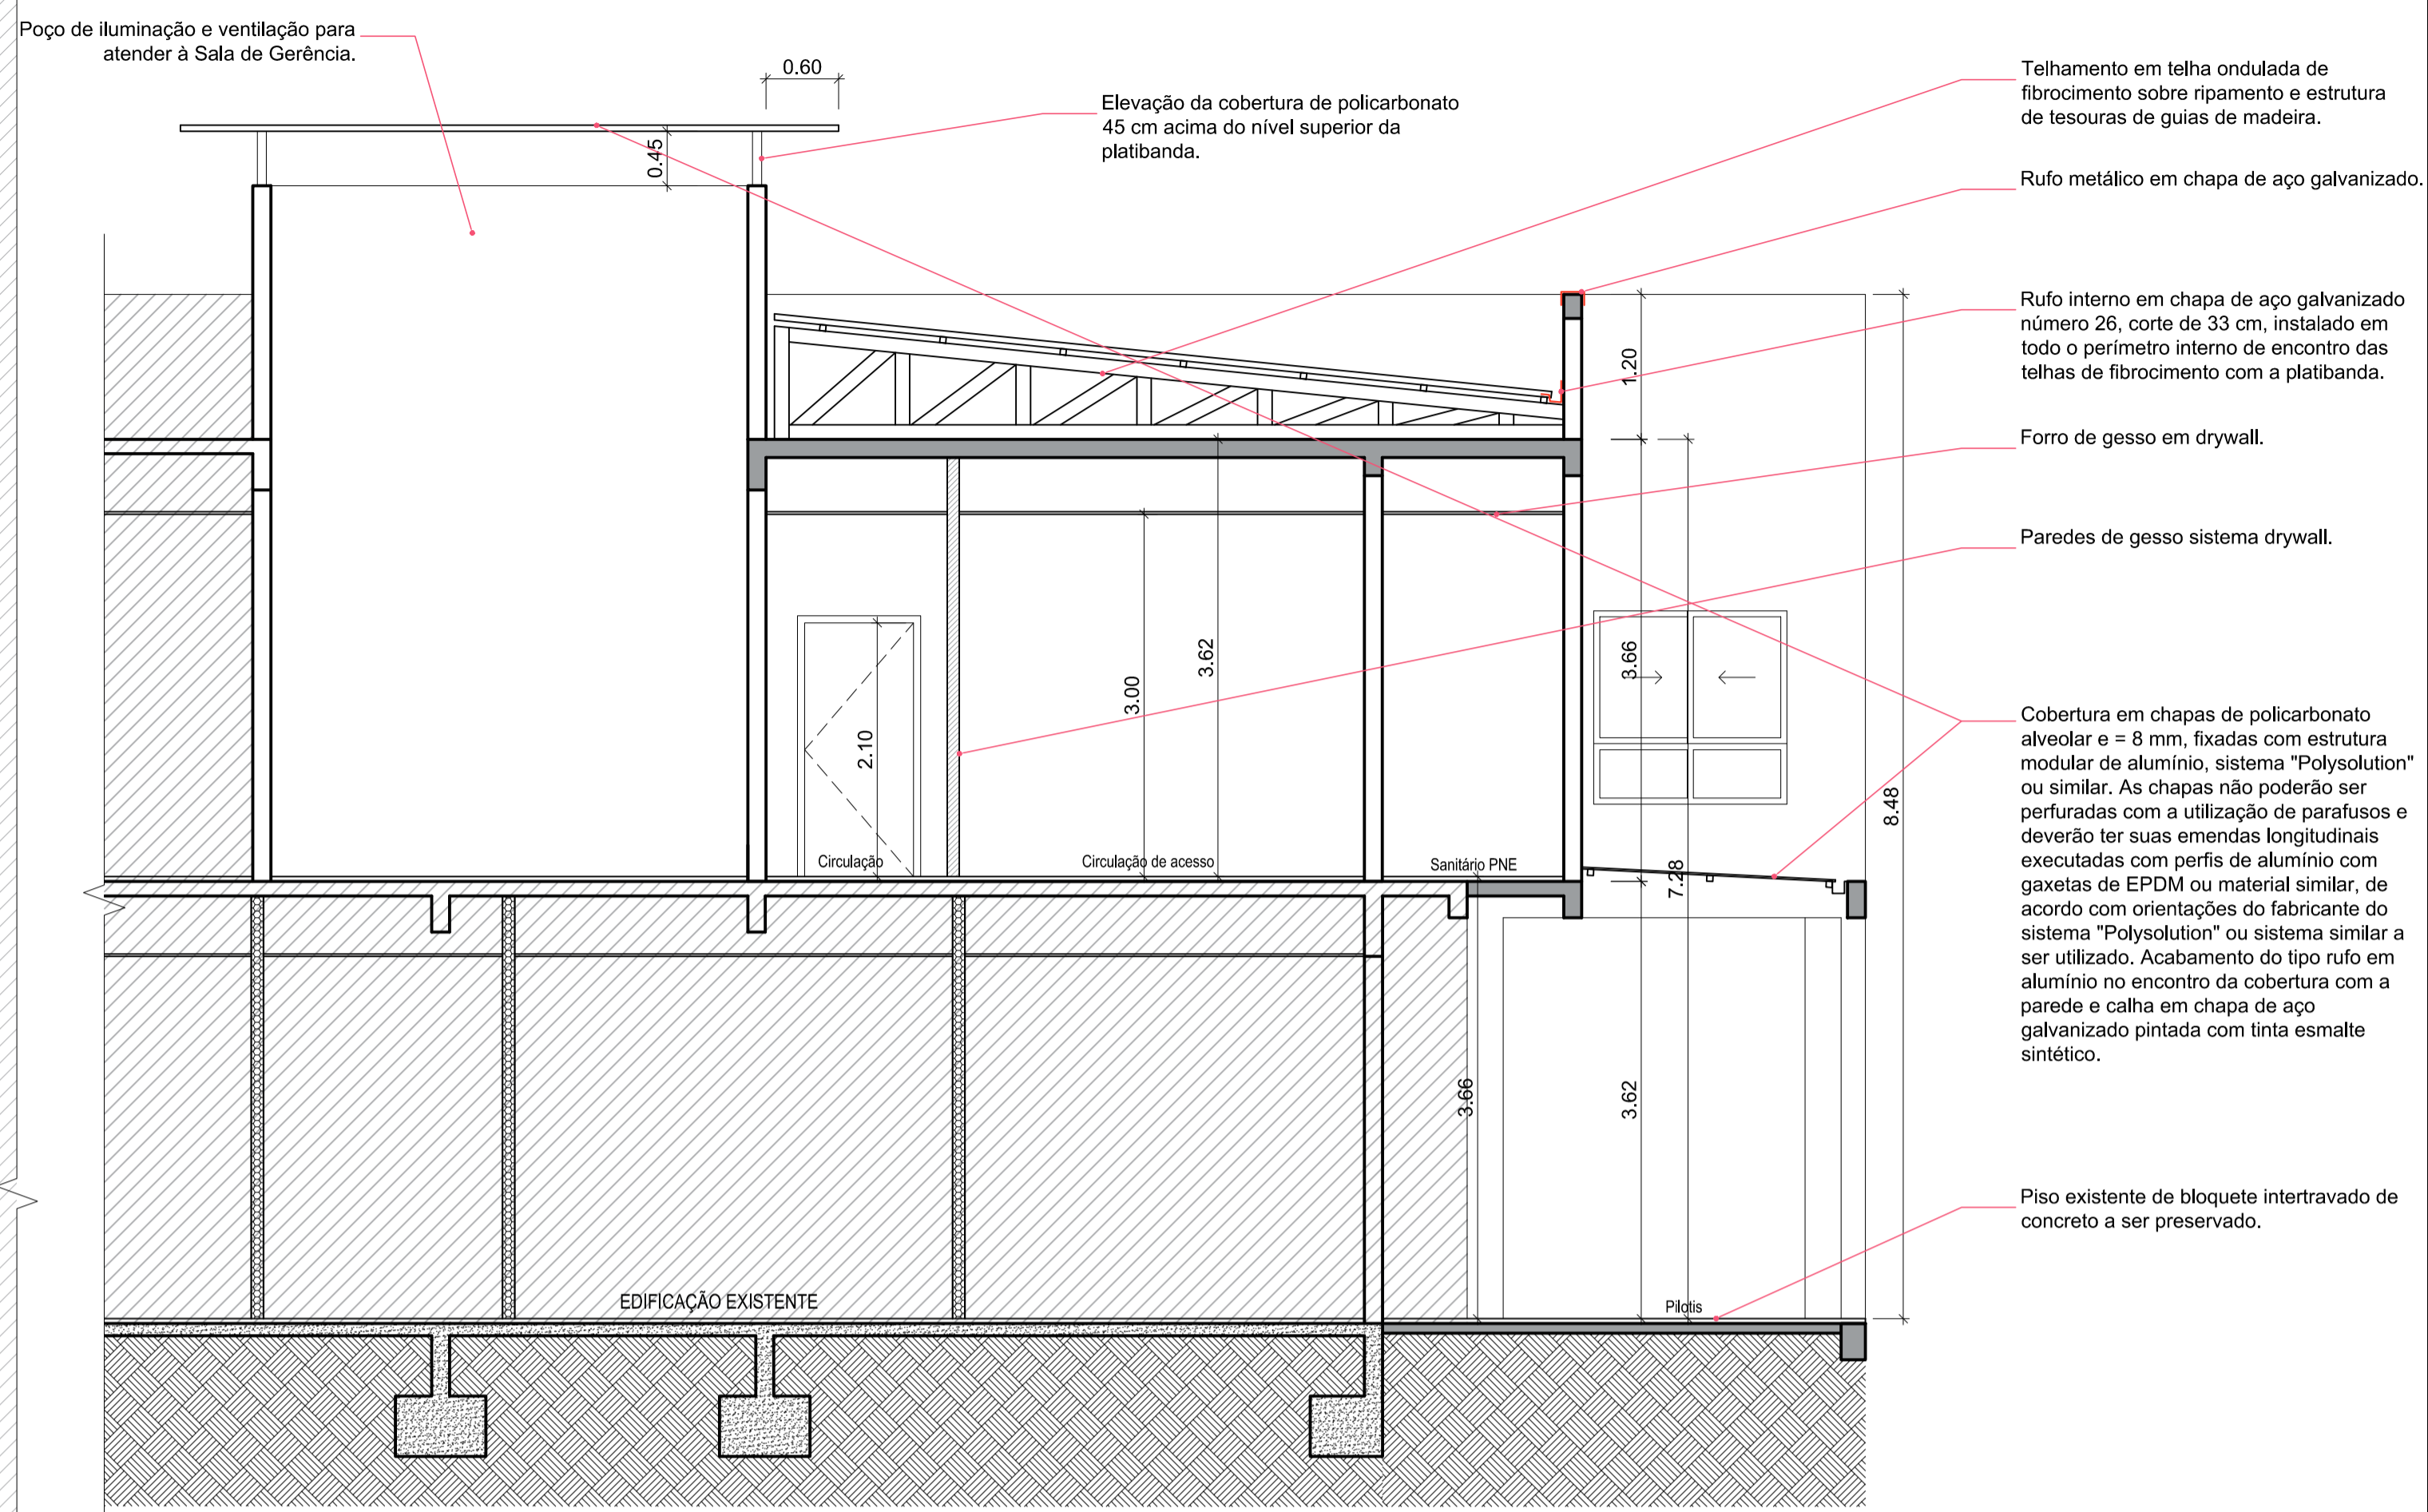 Poço de iluminação e ventilação para
atender à Sala de Gerência.
0.60
Elevação da cobertura de policarbonato
45 cm acima do nível superior da
platibanda.
0.45
Telhamento em telha ondulada de
fibrocimento sobre ripamento e estrutura
de tesouras de guias de madeira.
Rufo metálico em chapa de aço galvanizado.
Rufo interno em chapa de aço galvanizado
número 26, corte de 33 cm, instalado em
todo o perímetro interno de encontro das
telhas de fibrocimento com a platibanda.
1.20
Forro de gesso em drywall.
Paredes de gesso sistema drywall.
3.62
3.66
3.00
2.10
8.48
7.28
Circulação
Circulação de acesso
Sanitário PNE
Cobertura em chapas de policarbonato
alveolar e = 8 mm, fixadas com estrutura
modular de alumínio, sistema "Polysolution"
ou similar. As chapas não poderão ser
perfuradas com a utilização de parafusos e
deverão ter suas emendas longitudinais
executadas com perfis de alumínio com
gaxetas de EPDM ou material similar, de
acordo com orientações do fabricante do
sistema "Polysolution" ou sistema similar a
ser utilizado. Acabamento do tipo rufo em
alumínio no encontro da cobertura com a
parede e calha em chapa de aço
galvanizado pintada com tinta esmalte
sintético.
3.66
3.62
Piso existente de bloquete intertravado de
concreto a ser preservado.
EDIFICAÇÃO EXISTENTE
Pilotis